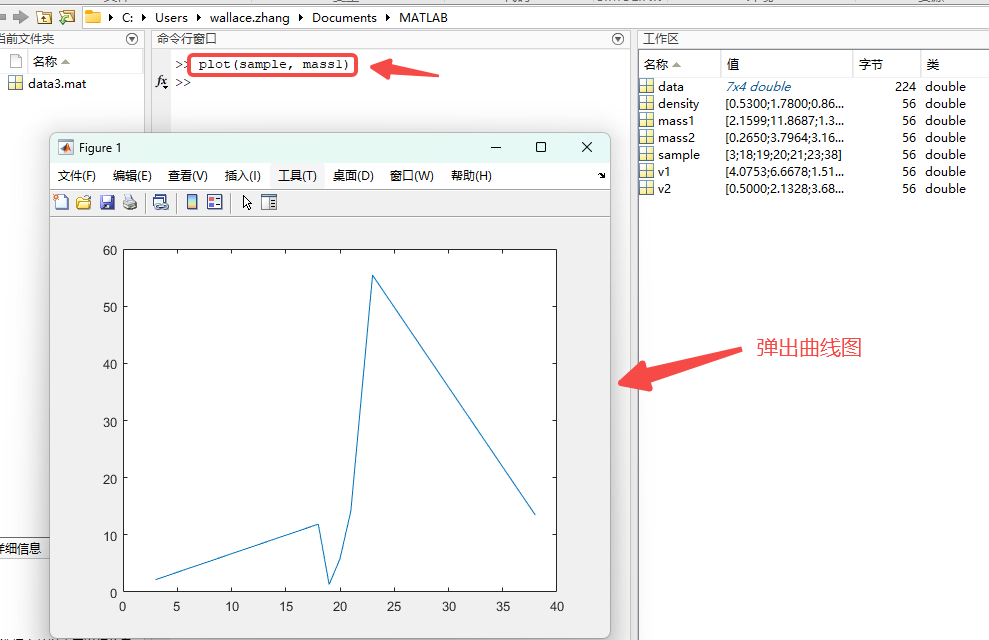 C: Users wallace.zhang Documents MATLAB
当前文件夹
名称
data3.mat
详细信息
命令行窗口
>> plot(sample, mass1)
fx >>
Figure 1
文件(F) 编辑(E) 查看(V) 插入(I) 工具(T) 桌面(D) 窗口(W) 帮助(H)
60
50
40
30
20
10
0
0 5 10 15 20 25 30 35 40
弹出曲线图
工作区
名称 值 字节 类
data 7x4 double 224 double
density [0.5300;1.7800;0.86... 56 double
mass1 [2.1599;11.8687;1.3... 56 double
mass2 [0.2650;3.7964;3.16... 56 double
sample [3;18;19;20;21;23;38] 56 double
v1 [4.0753;6.6678;1.51... 56 double
v2 [0.5000;2.1328;3.68... 56 double